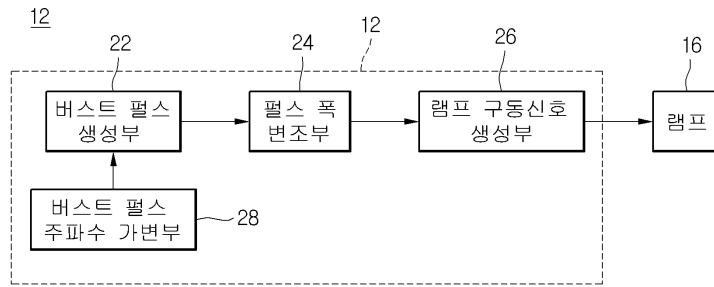 12
22
24
12
26
16
버스트 펄스
생성부
펄스 폭
변조부
램프 구동신호
생성부
램프
버스트 펄스
주파수 가변부
28